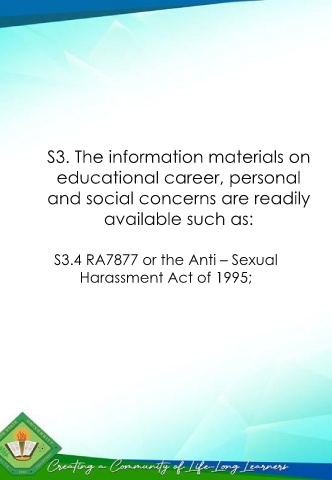 S3. The information materials on
educational career, personal
and social concerns are readily
available such as:
S3.4 RA7877 or the Anti – Sexual
Harassment Act of 1995;
Creating a Community of Life-Long Learners